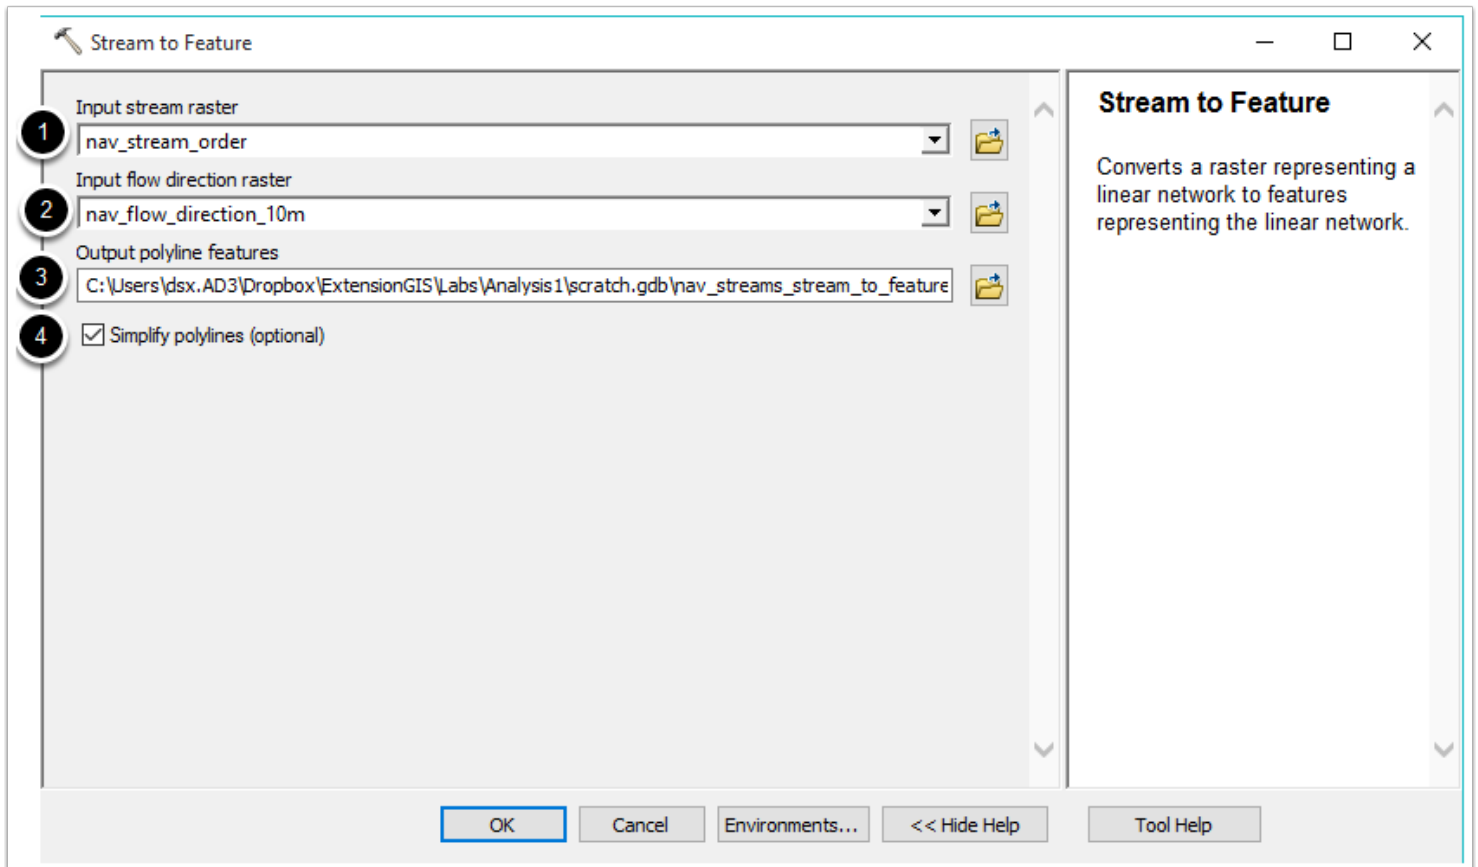 Stream to Feature
1
Input stream raster
nav_stream_order
2
Input flow direction raster
nav_flow_direction_10m
3
Output polyline features
C:\Users\dsx.AD3\Dropbox\ExtensionGIS\Labs\Analysis1\scratch.gdb\nav_streams_stream_to_feature
4
Simplify polylines (optional)
Stream to Feature
Converts a raster representing a
linear network to features
representing the linear network.
OK
Cancel
Environments...
<< Hide Help
Tool Help